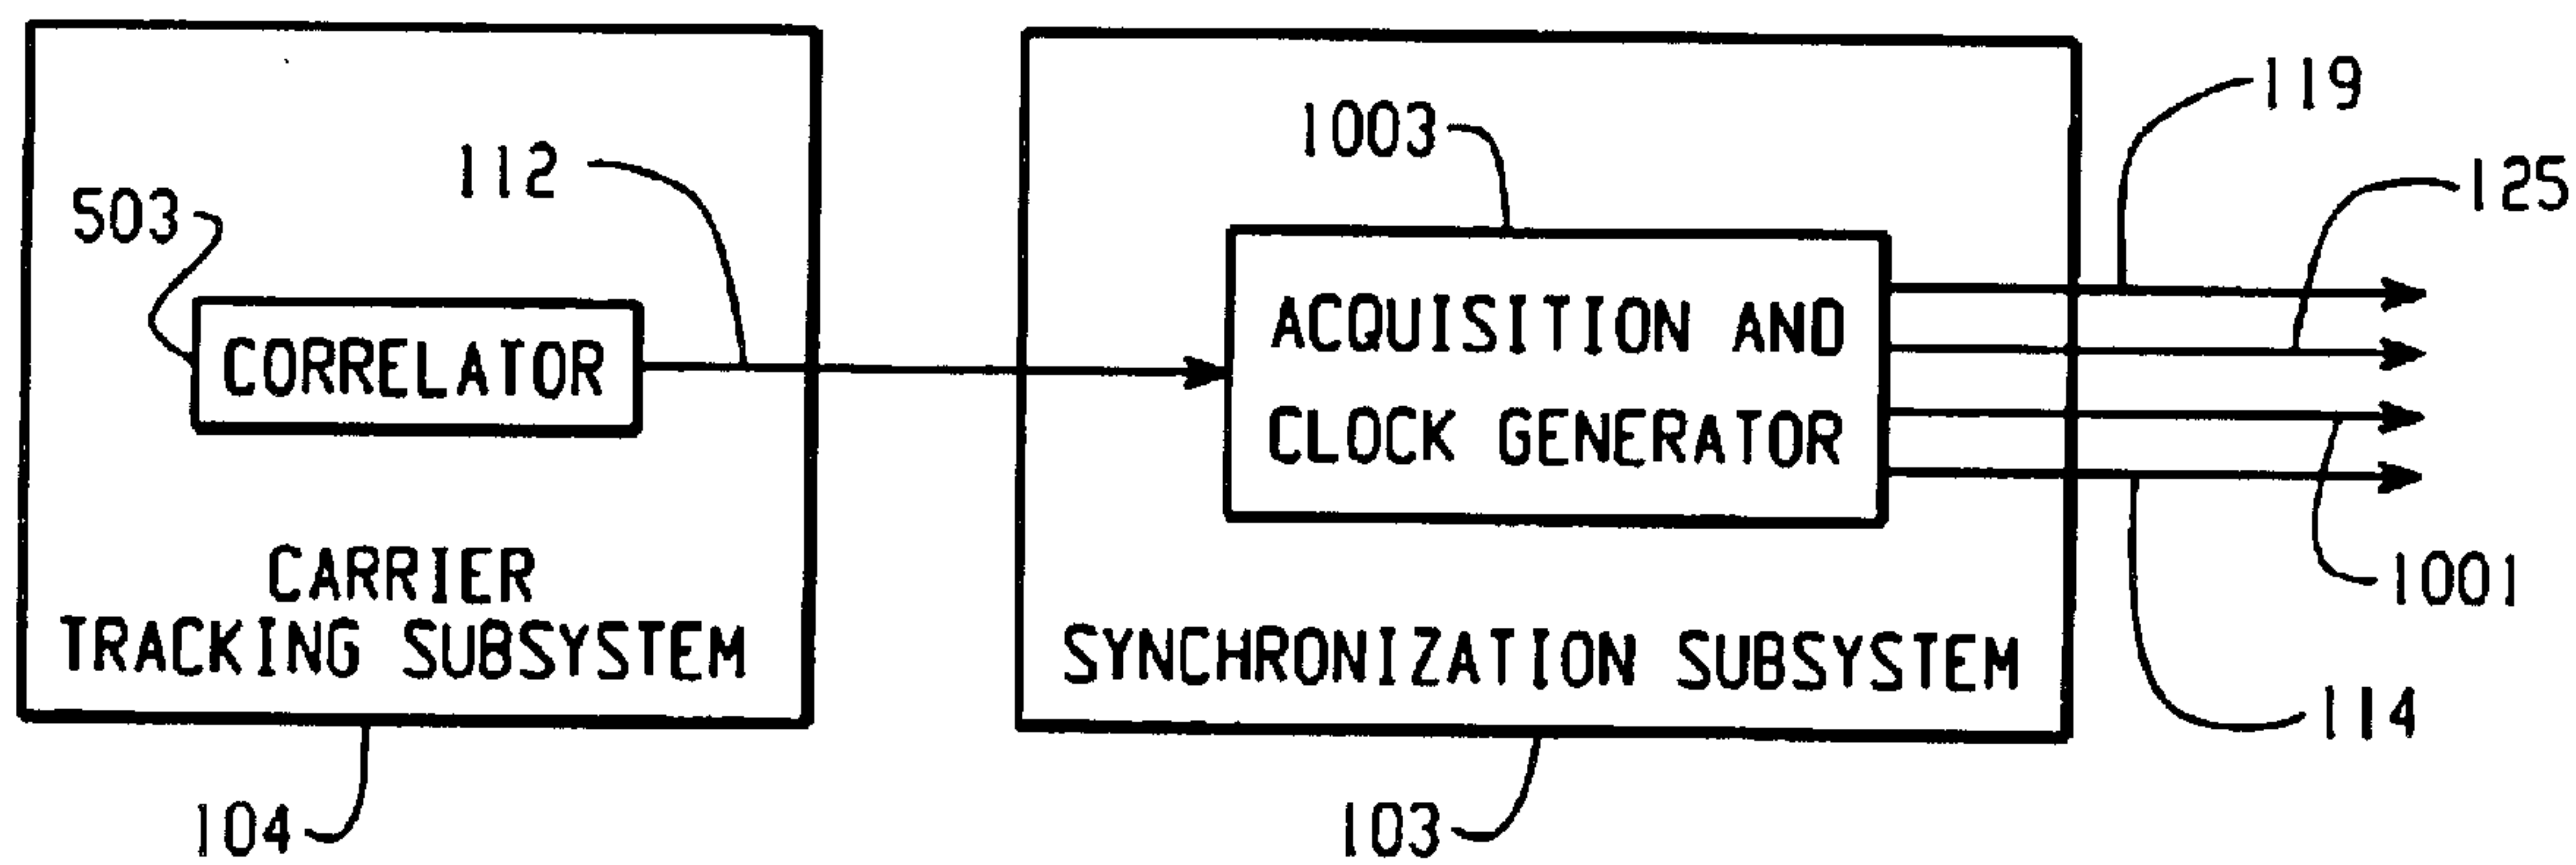 119
1003
125
112
503
ACQUISITION AND
CLOCK GENERATOR
CORRELATOR
1001
CARRIER
TRACKING SUBSYSTEM
SYNCHRONIZATION SUBSYSTEM
114
104
103